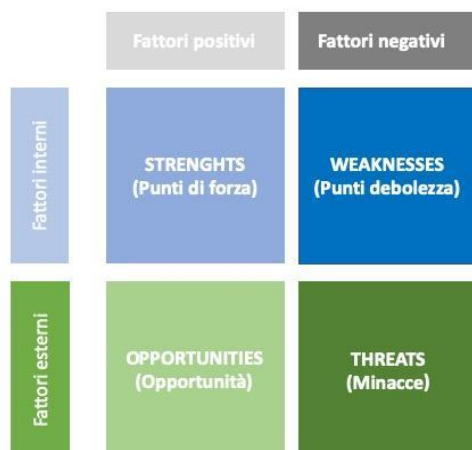 Fattori positivi
Fattori negativi
Fattori interni
STRENGHTS
(Punti di forza)
WEAKNESSES
(Punti debolezza)
Fattori esterni
OPPORTUNITIES
(Opportunità)
THREATS
(Minacce)